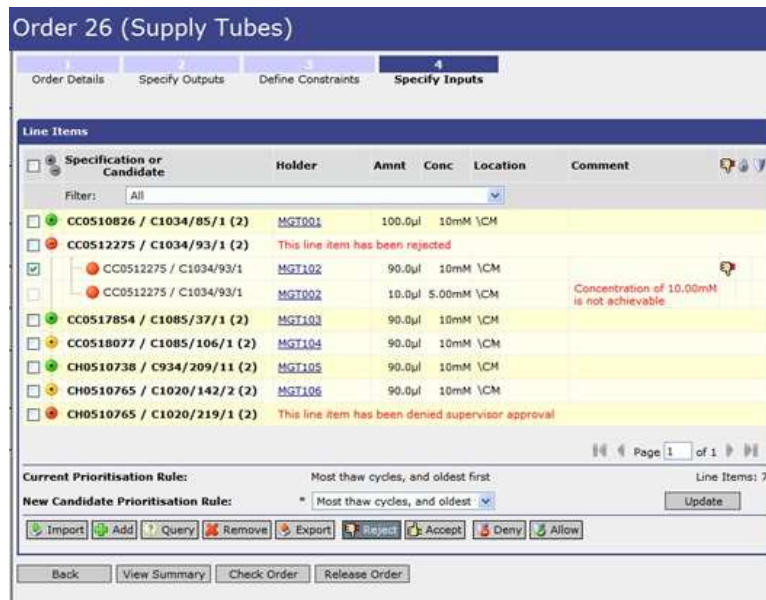 Order 26 (Supply Tubes)
1 2 3 4
Order Details Specify Outputs Define Constraints Specify Inputs
Line Items
Specification or Candidate Holder Amnt Conc Location Comment
Filter: All
CC0510826 / C1034/85/1 (2) MGT001 100.0µl 10mM \CM
CC0512275 / C1034/93/1 (2) This line item has been rejected
CC0512275 / C1034/93/1 MGT102 90.0µl 10mM \CM
CC0512275 / C1034/93/1 MGT002 10.0µl 5.00mM \CM Concentration of 10.00mM
is not achievable
CC0517854 / C1085/37/1 (2) MGT103 90.0µl 10mM \CM
CC0518077 / C1085/106/1 (2) MGT104 90.0µl 10mM \CM
CH0510738 / C934/209/11 (2) MGT105 90.0µl 10mM \CM
CH0510765 / C1020/142/2 (2) MGT106 90.0µl 10mM \CM
CH0510765 / C1020/219/1 (2) This line item has been denied supervisor approval
Page 1 of 1
Current Prioritisation Rule: Most thaw cycles, and oldest first Line Items: 7
New Candidate Prioritisation Rule: * Most thaw cycles, and oldest Update
Import Add Query Remove Export Reject Accept Deny Allow
Back View Summary Check Order Release Order